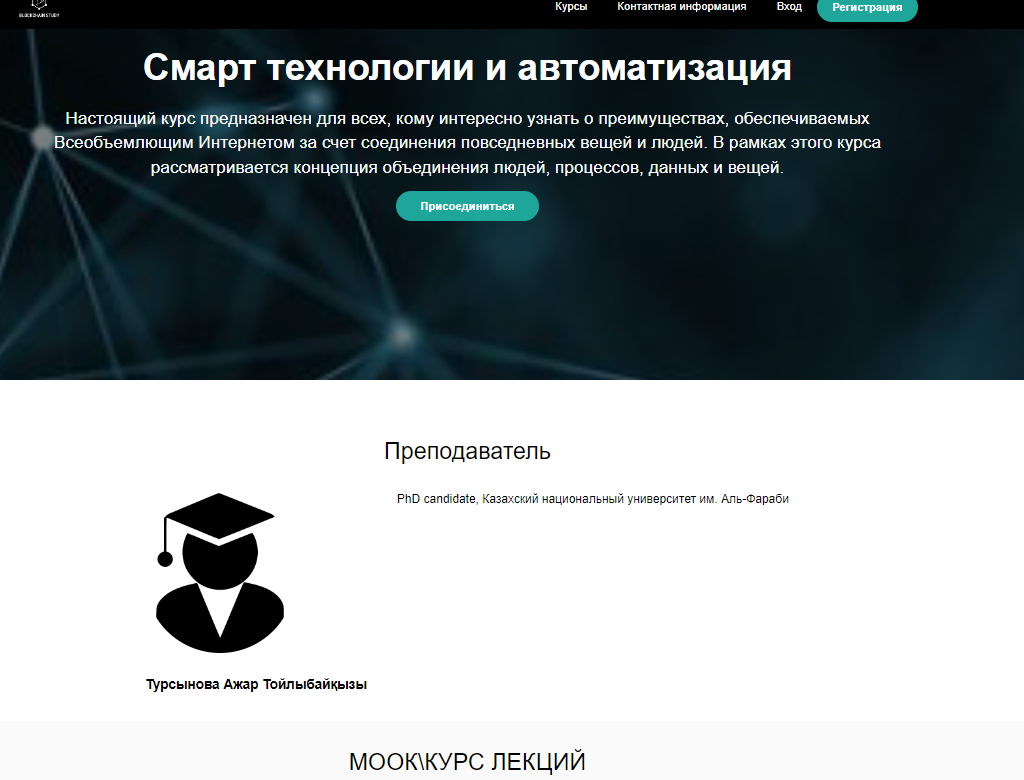 BLOCKCHAIN STUDY
Курсы Контактная информация Вход Регистрация
Смарт технологии и автоматизация
Настоящий курс предназначен для всех, кому интересно узнать о преимуществах, обеспечиваемых
Всеобъемлющим Интернетом за счет соединения повседневных вещей и людей. В рамках этого курса
рассматривается концепция объединения людей, процессов, данных и вещей.
Присоединиться
Преподаватель
PhD candidate, Казахский национальный университет им. Аль-Фараби
Турсынова Ажар Тойлыбайқызы
МООК\КУРС ЛЕКЦИЙ